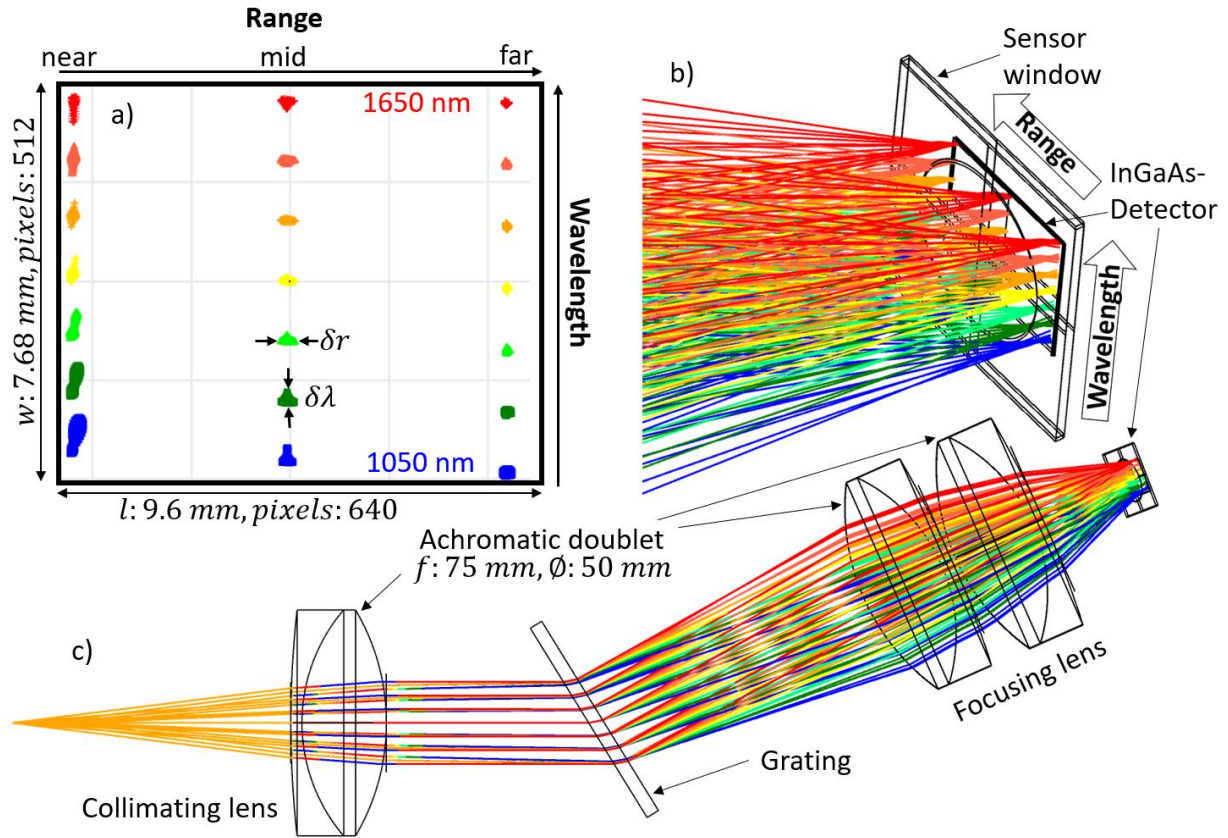 Range
near
mid
far
a)
1650 nm
w: 7.68 mm, pixels: 512
Wavelength
δr
δλ
1050 nm
l: 9.6 mm, pixels: 640
b)
Sensor
window
Range
InGaAs-
Detector
Wavelength
Achromatic doublet
f: 75 mm, Ø: 50 mm
c)
Collimating lens
Grating
Focusing lens